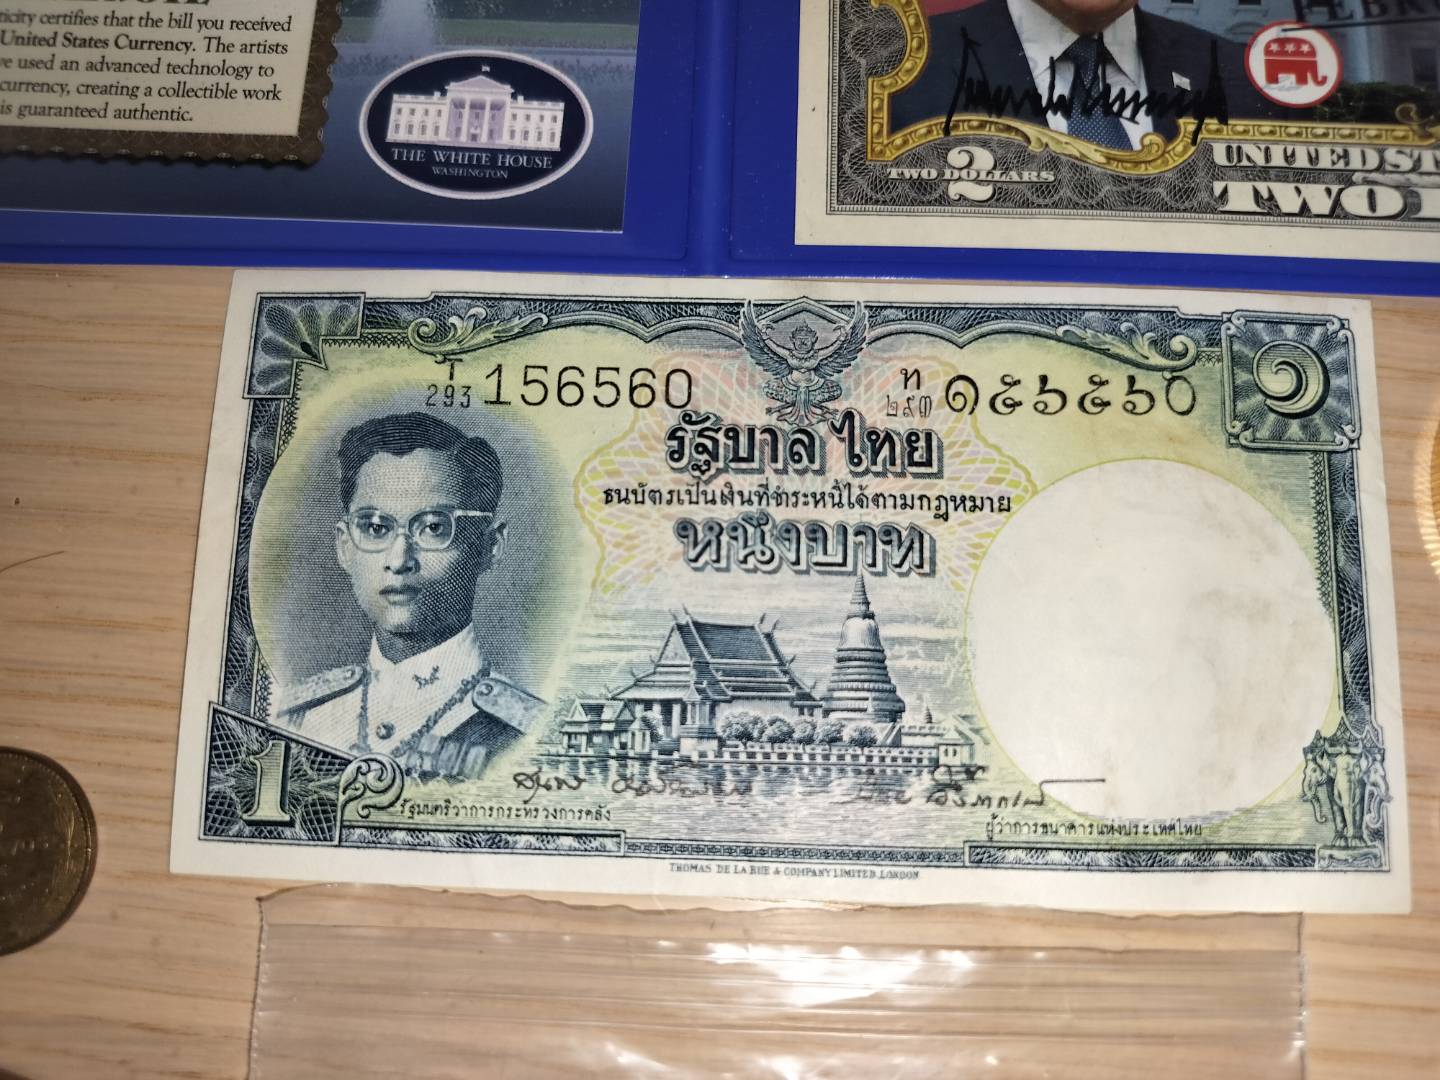 ticity certifies that the bill you received
United States Currency. The artists
ve used an advanced technology to
currency, creating a collectible work
is guaranteed authentic.
THE WHITE HOUSE
WASHINGTON
2
TWO DOLLARS
UNITED ST
TWO
T
293 156560
ท
๒๙๓ ๑๕๖๕๖๐
๑
รัฐบาลไทย
ธนบัตรเป็นเงินที่ชำระหนี้ได้ตามกฎหมาย
หนึ่งบาท
1
รัฐมนตรีว่าการกระทรวงการคลัง
ผู้ว่าการธนาคารแห่งประเทศไทย
THOMAS DE LA RUE & COMPANY LIMITED, LONDON